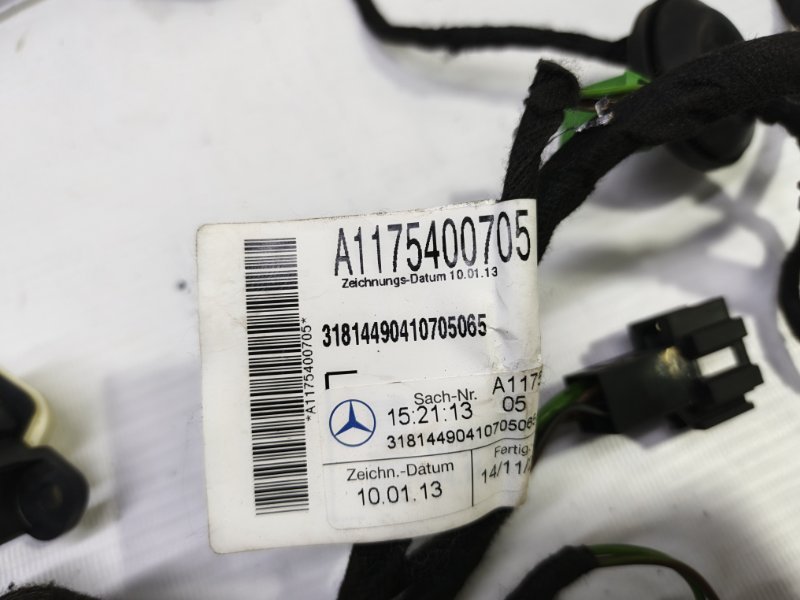 A1175400705
Zeichnungs-Datum 10.01.13
31814490410705065
*A1175400705*
Sach-Nr.
15:21:13 05
Zeichn.-Datum
10.01.13